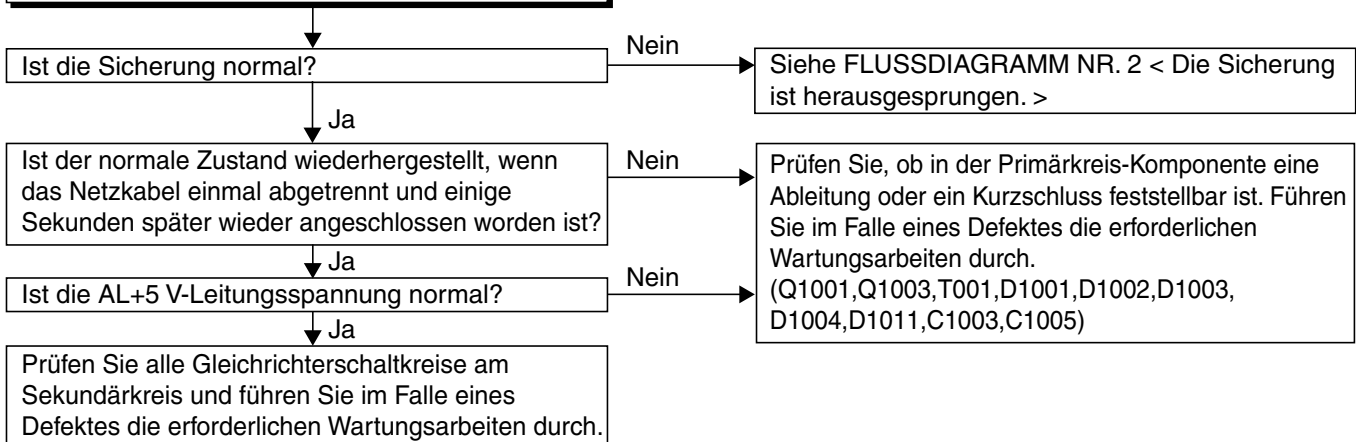 Ist die Sicherung normal?
Nein
Siehe FLUSSDIAGRAMM NR. 2 < Die Sicherung
ist herausgesprungen. >
Ja
Ist der normale Zustand wiederhergestellt, wenn
das Netzkabel einmal abgetrennt und einige
Sekunden später wieder angeschlossen worden ist?
Nein
Prüfen Sie, ob in der Primärkreis-Komponente eine
Ableitung oder ein Kurzschluss feststellbar ist. Führen
Sie im Falle eines Defektes die erforderlichen
Wartungsarbeiten durch.
(Q1001,Q1003,T001,D1001,D1002,D1003,
D1004,D1011,C1003,C1005)
Ja
Ist die AL+5 V-Leitungsspannung normal?
Nein
Ja
Prüfen Sie alle Gleichrichterschaltkreise am
Sekundärkreis und führen Sie im Falle eines
Defektes die erforderlichen Wartungsarbeiten durch.